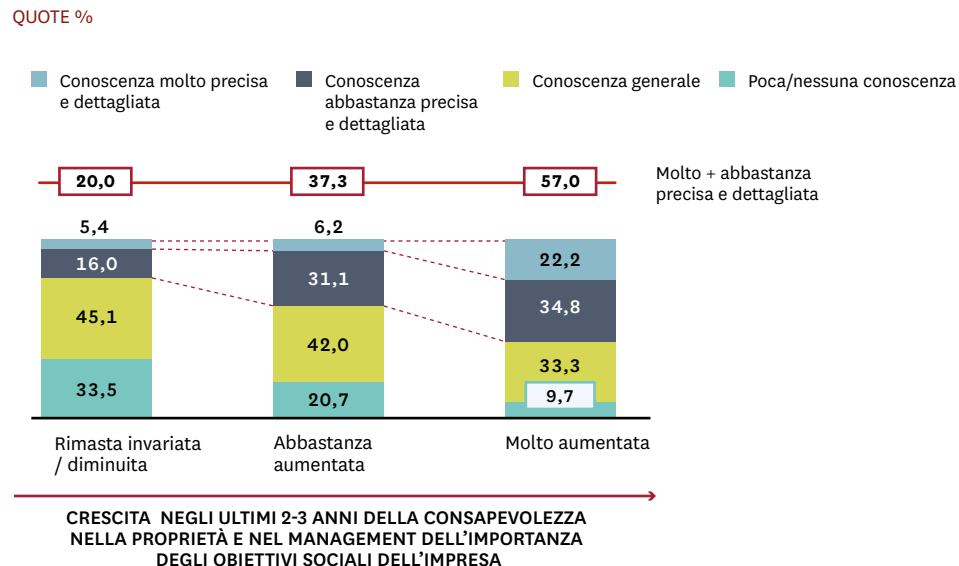 QUOTE %
Conoscenza molto precisa
e dettagliata
Conoscenza
abbastanza precisa
e dettagliata
Conoscenza generale
Poca/nessuna conoscenza
20,0
37,3
57,0
Molto + abbastanza
precisa e dettagliata
5,4
16,0
45,1
33,5
6,2
31,1
42,0
20,7
22,2
34,8
33,3
9,7
Rimasta invariata
/ diminuita
Abbastanza
aumentata
Molto aumentata
CRESCITA NEGLI ULTIMI 2-3 ANNI DELLA CONSAPEVOLEZZA
NELLA PROPRIETÀ E NEL MANAGEMENT DELL'IMPORTANZA
DEGLI OBIETTIVI SOCIALI DELL'IMPRESA